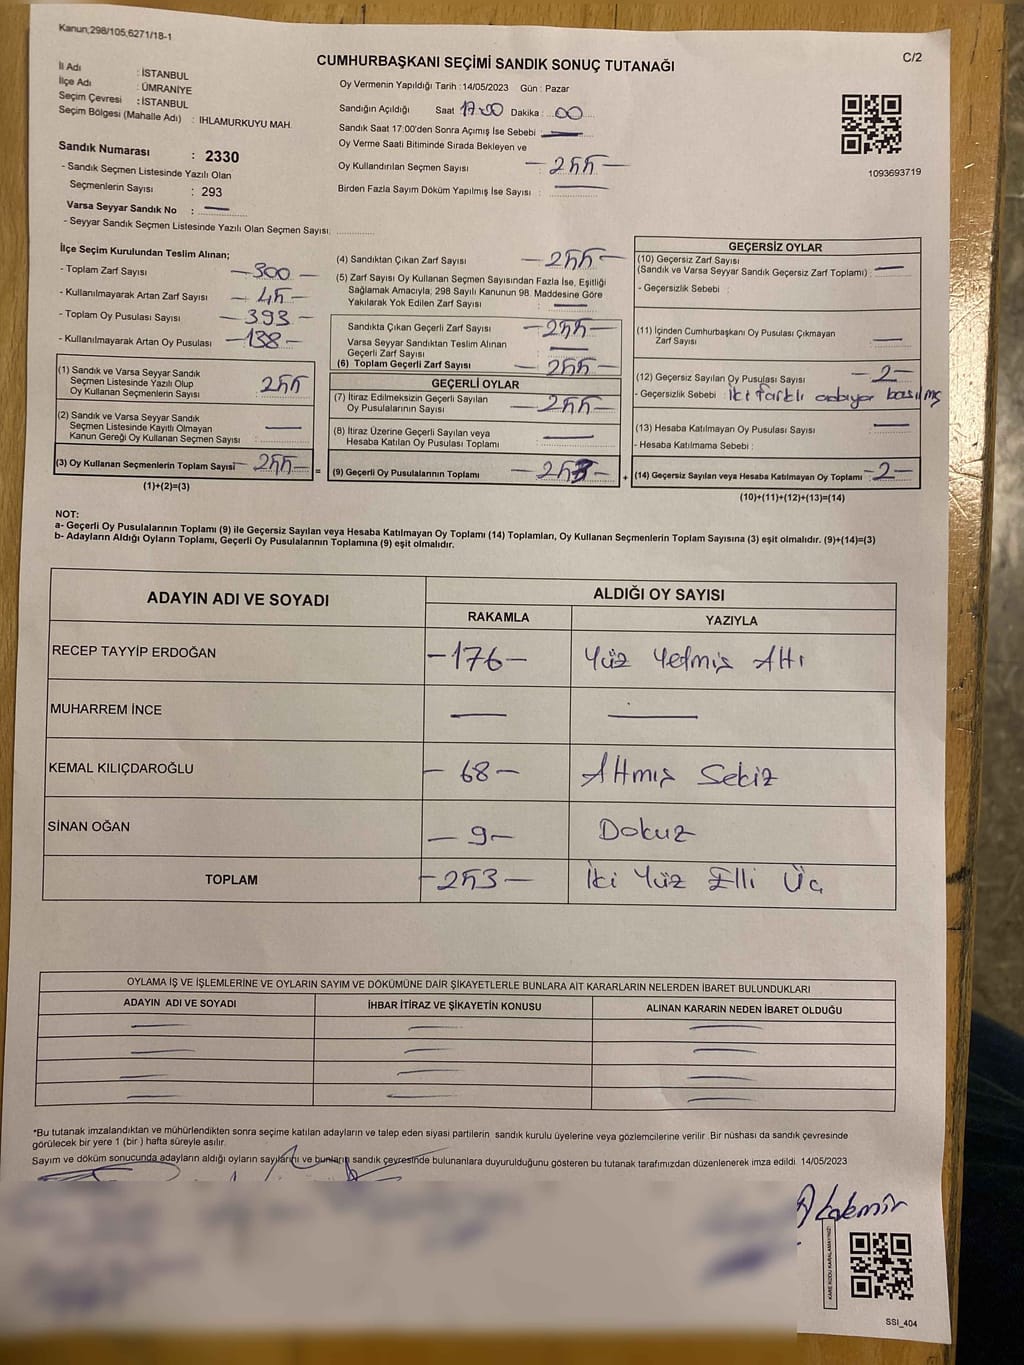 Kanun;298/105;6271/18-1
C/2
CUMHURBAŞKANI SEÇİMİ SANDIK SONUÇ TUTANAĞI
İl Adı : İSTANBUL
İlçe Adı : ÜMRANİYE
Seçim Çevresi : İSTANBUL
Seçim Bölgesi (Mahalle Adı) : IHLAMURKUYU MAH.
Sandık Numarası : 2330
- Sandık Seçmen Listesinde Yazılı Olan
Seçmenlerin Sayısı : 293
Varsa Seyyar Sandık No : —
- Seyyar Sandık Seçmen Listesinde Yazılı Olan Seçmen Sayısı:
Oy Vermenin Yapıldığı Tarih : 14/05/2023 Gün : Pazar
Sandığın Açıldığı Saat 17:00 Dakika : 00
Sandık Saat 17:00'den Sonra Açımış İse Sebebi : —
Oy Verme Saati Bitiminde Sırada Bekleyen ve
Oy Kullandırılan Seçmen Sayısı — 255 —
Birden Fazla Sayım Döküm Yapılmış İse Sayısı : —
1093693719
İlçe Seçim Kurulundan Teslim Alınan;
- Toplam Zarf Sayısı — 300 —
- Kullanılmayarak Artan Zarf Sayısı — 45 —
- Toplam Oy Pusulası Sayısı — 393 —
- Kullanılmayarak Artan Oy Pusulası — 138 —
(1) Sandık ve Varsa Seyyar Sandık
Seçmen Listesinde Yazılı Olup
Oy Kullanan Seçmenlerin Sayısı 255
(2) Sandık ve Varsa Seyyar Sandık
Seçmen Listesinde Kayıtlı Olmayan
Kanun Gereği Oy Kullanan Seçmen Sayısı : —
(3) Oy Kullanan Seçmenlerin Toplam Sayısı — 255 — =
(1)+(2)=(3)
(4) Sandıktan Çıkan Zarf Sayısı — 255 —
(5) Zarf Sayısı Oy Kullanan Seçmen Sayısından Fazla İse, Eşitliği
Sağlamak Amacıyla; 298 Sayılı Kanunun 98. Maddesine Göre
Yakılarak Yok Edilen Zarf Sayısı : —
Sandıkta Çıkan Geçerli Zarf Sayısı — 255 —
Varsa Seyyar Sandıktan Teslim Alınan
Geçerli Zarf Sayısı : —
(6) Toplam Geçerli Zarf Sayısı — 255 —
GEÇERLİ OYLAR
(7) İtiraz Edilmeksizin Geçerli Sayılan
Oy Pusulalarının Sayısı — 255 —
(8) İtiraz Üzerine Geçerli Sayılan veya
Hesaba Katılan Oy Pusulası Toplamı : —
(9) Geçerli Oy Pusulalarının Toplamı — 253 — +
GEÇERSİZ OYLAR
(10) Geçersiz Zarf Sayısı
(Sandık ve Varsa Seyyar Sandık Geçersiz Zarf Toplamı) : —
- Geçersizlik Sebebi :
(11) İçinden Cumhurbaşkanı Oy Pusulası Çıkmayan
Zarf Sayısı —
(12) Geçersiz Sayılan Oy Pusulası Sayısı — 2 —
- Geçersizlik Sebebi : İki farklı adaya basılmış
(13) Hesaba Katılmayan Oy Pusulası Sayısı : —
- Hesaba Katılmama Sebebi :
(14) Geçersiz Sayılan veya Hesaba Katılmayan Oy Toplamı — 2 —
(10)+(11)+(12)+(13)=(14)
NOT:
a- Geçerli Oy Pusulalarının Toplamı (9) ile Geçersiz Sayılan veya Hesaba Katılmayan Oy Toplamı (14) Toplamları, Oy Kullanan Seçmenlerin Toplam Sayısına (3) eşit olmalıdır. (9)+(14)=(3)
b- Adayların Aldığı Oyların Toplamı, Geçerli Oy Pusulalarının Toplamına (9) eşit olmalıdır.
ADAYIN ADI VE SOYADI ALDIĞI OY SAYISI
RAKAMLA YAZIYLA
RECEP TAYYİP ERDOĞAN — 176 — Yüz Yetmiş Altı
MUHARREM İNCE — —
KEMAL KILIÇDAROĞLU — 68 — Altmış Sekiz
SİNAN OĞAN — 9 — Dokuz
TOPLAM — 253 — İki Yüz Elli Üç
OYLAMA İŞ VE İŞLEMLERİNE VE OYLARIN SAYIM VE DÖKÜMÜNE DAİR ŞİKAYETLERLE BUNLARA AİT KARARLARIN NELERDEN İBARET BULUNDUKLARI
ADAYIN ADI VE SOYADI İHBAR İTİRAZ VE ŞİKAYETİN KONUSU ALINAN KARARIN NEDEN İBARET OLDUĞU
*Bu tutanak imzalandıktan ve mühürlendikten sonra seçime katılan adayların ve talep eden siyasi partilerin sandık kurulu üyelerine veya gözlemcilerine verilir. Bir nüshası da sandık çevresinde
görülecek bir yere 1 (bir ) hafta süreyle asılır.
Sayım ve döküm sonucunda adayların aldığı oyların sayılarını ve bunların sandık çevresinde bulunanlara duyurulduğunu gösteren bu tutanak tarafımızdan düzenlenerek imza edildi. 14/05/2023
KARE KODU KARALAMAYINIZ!
SSI_404